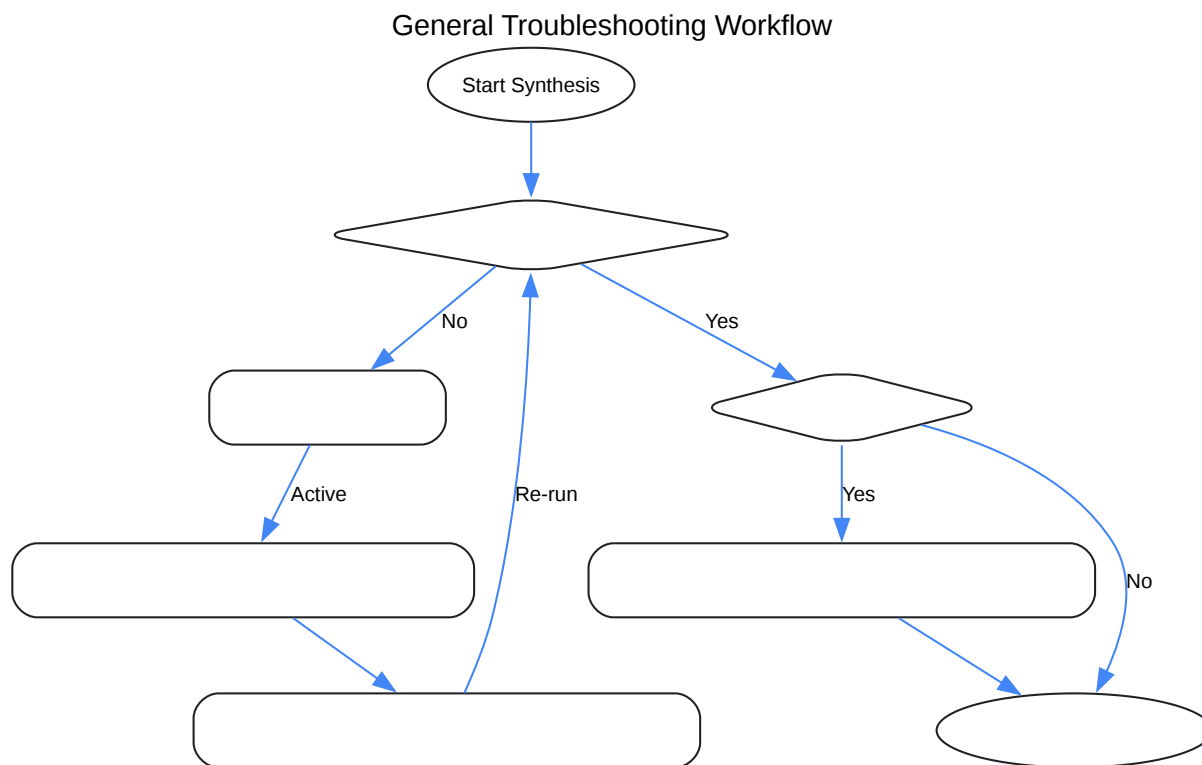 General Troubleshooting Workflow
Start Synthesis
No
Yes
Active
Re-run
Yes
No